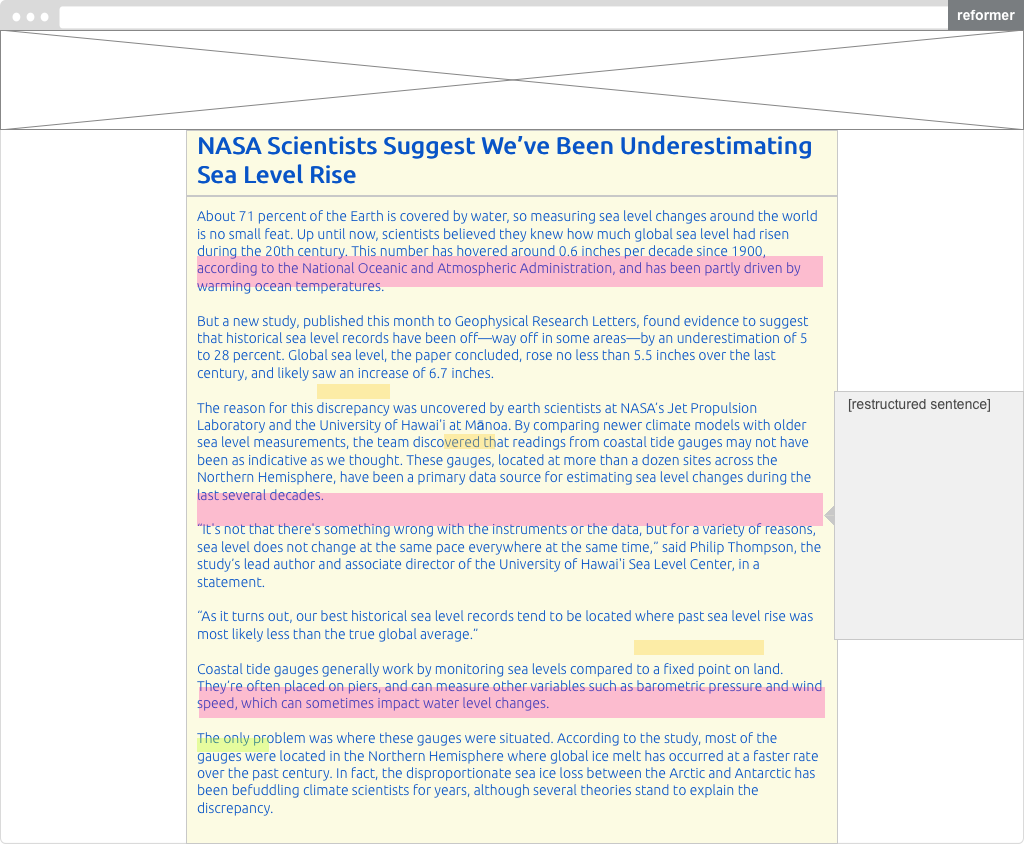 reformer
NASA Scientists Suggest We’ve Been Underestimating
Sea Level Rise
About 71 percent of the Earth is covered by water, so measuring sea level changes around the world
is no small feat. Up until now, scientists believed they knew how much global sea level had risen
during the 20th century. This number has hovered around 0.6 inches per decade since 1900,
according to the National Oceanic and Atmospheric Administration, and has been partly driven by
warming ocean temperatures.
But a new study, published this month to Geophysical Research Letters, found evidence to suggest
that historical sea level records have been off—way off in some areas—by an underestimation of 5
to 28 percent. Global sea level, the paper concluded, rose no less than 5.5 inches over the last
century, and likely saw an increase of 6.7 inches.
The reason for this discrepancy was uncovered by earth scientists at NASA’s Jet Propulsion
Laboratory and the University of Hawai’i at Mānoa. By comparing newer climate models with older
sea level measurements, the team discovered that readings from coastal tide gauges may not have
been as indicative as we thought. These gauges, located at more than a dozen sites across the
Northern Hemisphere, have been a primary data source for estimating sea level changes during the
last several decades.
[restructured sentence]
“It’s not that there’s something wrong with the instruments or the data, but for a variety of reasons,
sea level does not change at the same pace everywhere at the same time,” said Philip Thompson, the
study’s lead author and associate director of the University of Hawai’i Sea Level Center, in a
statement.
“As it turns out, our best historical sea level records tend to be located where past sea level rise was
most likely less than the true global average.”
Coastal tide gauges generally work by monitoring sea levels compared to a fixed point on land.
They’re often placed on piers, and can measure other variables such as barometric pressure and wind
speed, which can sometimes impact water level changes.
The only problem was where these gauges were situated. According to the study, most of the
gauges were located in the Northern Hemisphere where global ice melt has occurred at a faster rate
over the past century. In fact, the disproportionate sea ice loss between the Arctic and Antarctic has
been befuddling climate scientists for years, although several theories stand to explain the
discrepancy.